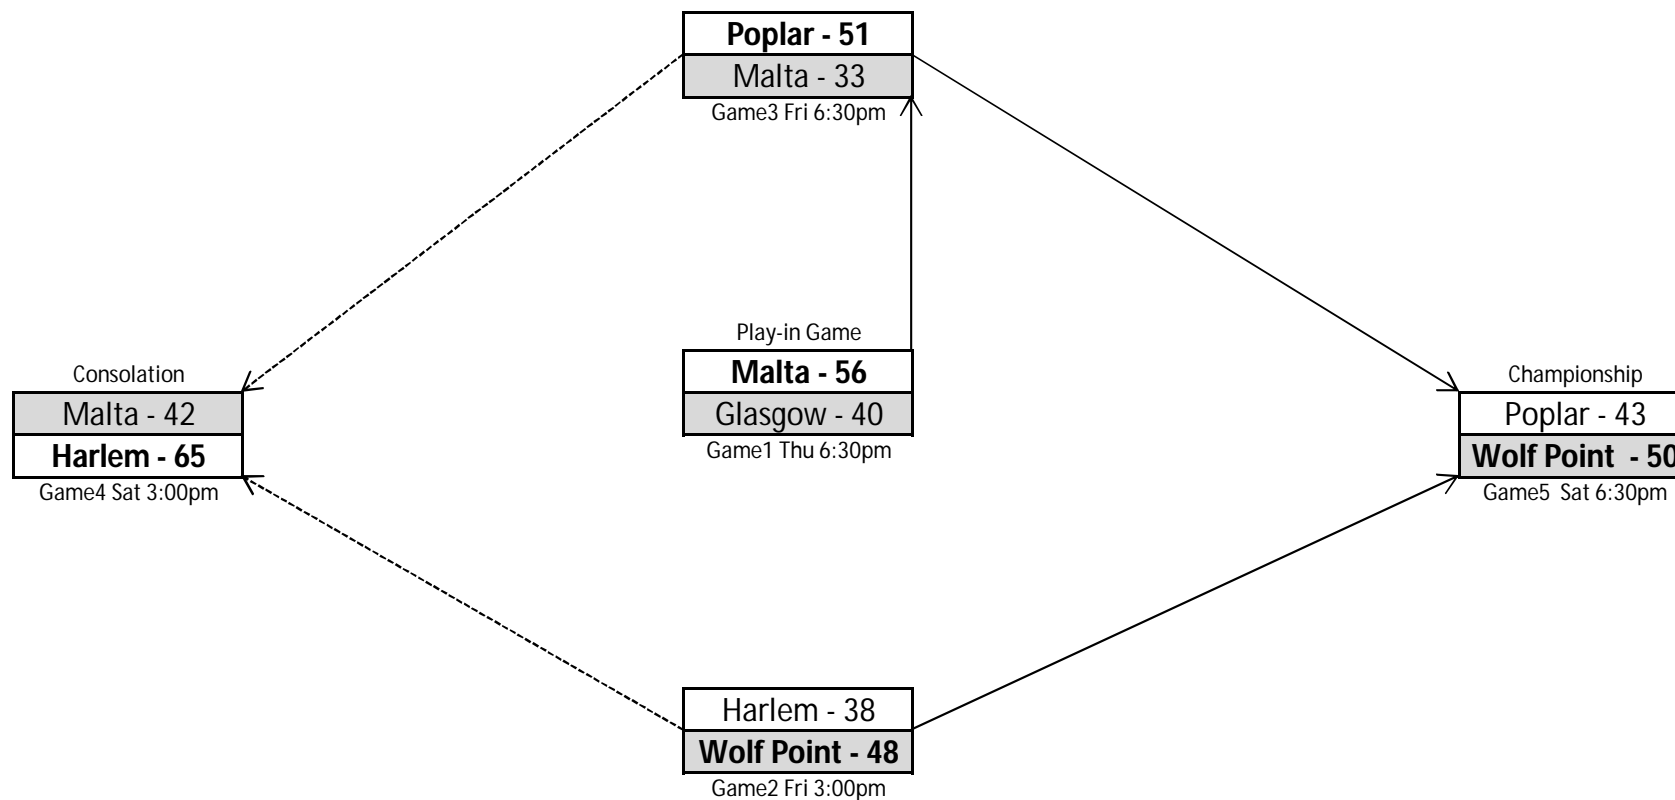 Poplar - 51
Malta - 33
Game3 Fri 6:30pm
Play-in Game
Malta - 56
Glasgow - 40
Game1 Thu 6:30pm
Consolation
Malta - 42
Harlem - 65
Game4 Sat 3:00pm
Championship
Poplar - 43
Wolf Point  - 50
Game5  Sat 6:30pm
Harlem - 38
Wolf Point - 48
Game2 Fri 3:00pm